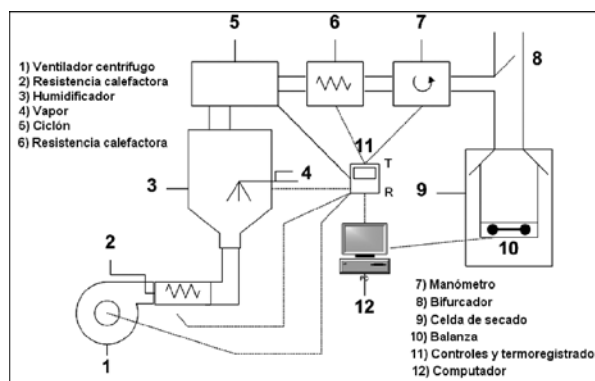 5
6
7
8
1) Ventilador centrífugo
2) Resistencia calefactora
3) Humidificador
4) Vapor
5) Ciclón
6) Resistencia calefactora
11
T
4
3
R
9
10
2
PC
12
1
7) Manómetro
8) Bifurcador
9) Celda de secado
10) Balanza
11) Controles y termoregistrado
12) Computador